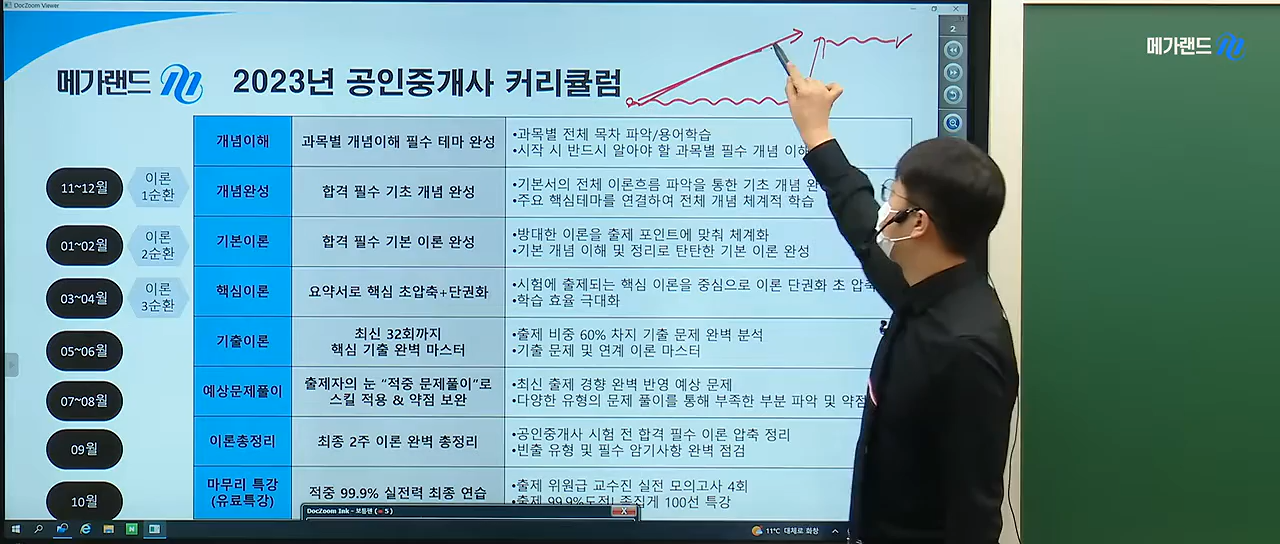 DocZoom Viewer
2
메가랜드
메가랜드 2023년 공인중개사 커리큘럼
개념이해 과목별 개념이해 필수 테마 완성
•과목별 전체 목차 파악/용어학습
•시작 시 반드시 알아야 할 과목별 필수 개념 이해
11~12월 이론 1순환 개념완성 합격 필수 기초 개념 완성
•기본서의 전체 이론흐름 파악을 통한 기초 개념
•주요 핵심테마를 연결하여 전체 개념 체계적 학습
01~02월 이론 2순환 기본이론 합격 필수 기본 이론 완성
•방대한 이론을 출제 포인트에 맞춰 체계화
•기본 개념 이해 및 정리로 탄탄한 기본 이론 완성
03~04월 이론 3순환 핵심이론 요약서로 핵심 초압축+단권화
•시험에 출제되는 핵심 이론을 중심으로 이론 단권화 초 압축
•학습 효율 극대화
05~06월 기출이론 최신 32회까지
핵심 기출 완벽 마스터
•출제 비중 60% 차지 기출 문제 완벽 분석
•기출 문제 및 연계 이론 마스터
07~08월 예상문제풀이 출제자의 눈 "적중 문제풀이"로
스킬 적용 & 약점 보완
•최신 출제 경향 완벽 반영 예상 문제
•다양한 유형의 문제 풀이를 통해 부족한 부분 파악 및 약점
09월 이론총정리 최종 2주 이론 완벽 총정리
•공인중개사 시험 전 합격 필수 이론 압축 정리
•빈출 유형 및 필수 암기사항 완벽 점검
10월 마무리 특강
(유료특강) 적중 99.9% 실전력 최종 연습
•출제 위원급 교수진 실전 모의고사 4회
100선 특강
DocZoom Ink - 보통펜 ( 5 )
11°C 대체로 화창